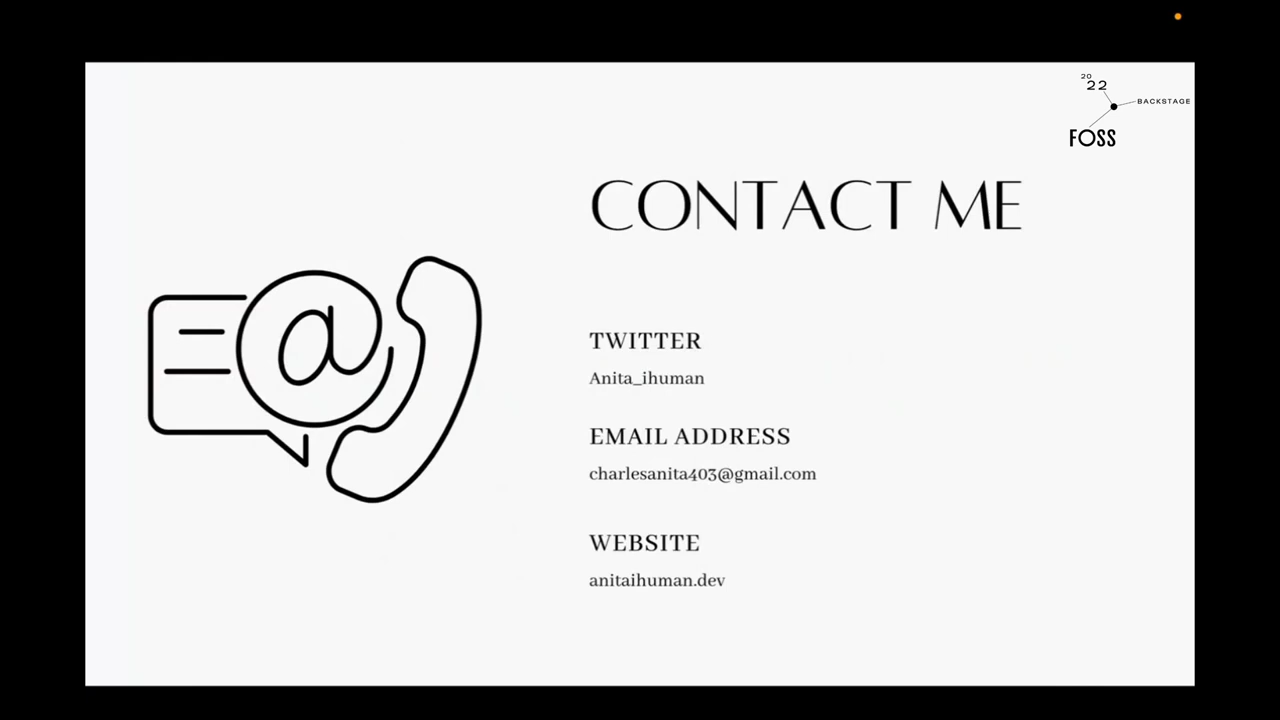 20
22
BACKSTAGE
FOSS
CONTACT ME
TWITTER
Anita_ihuman
EMAIL ADDRESS
charlesanita403@gmail.com
WEBSITE
anitaihuman.dev